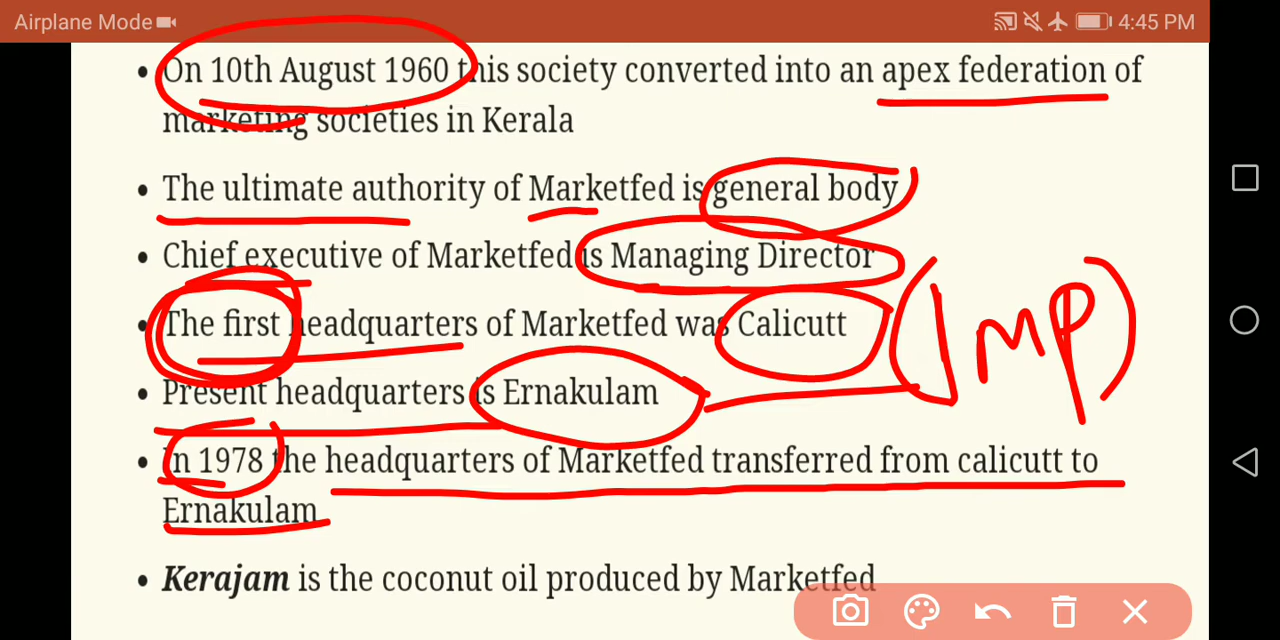 Airplane Mode 4:45 PM
• On 10th August 1960 this society converted into an apex federation of
marketing societies in Kerala
• The ultimate authority of Marketfed is general body
• Chief executive of Marketfed is Managing Director
• The first headquarters of Marketfed was Calicutt
(IMP)
• Present headquarters is Ernakulam
• In 1978 the headquarters of Marketfed transferred from calicutt to
Ernakulam
• Kerajam is the coconut oil produced by Marketfed